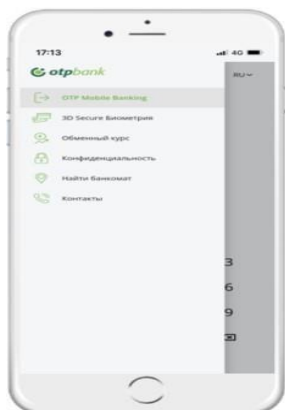 17:13
4G
otpbank
RU
OTP Mobile Banking
3D Secure Биометрия
Обменный курс
Конфиденциальность
Найти банкомат
Контакты
3
6
9